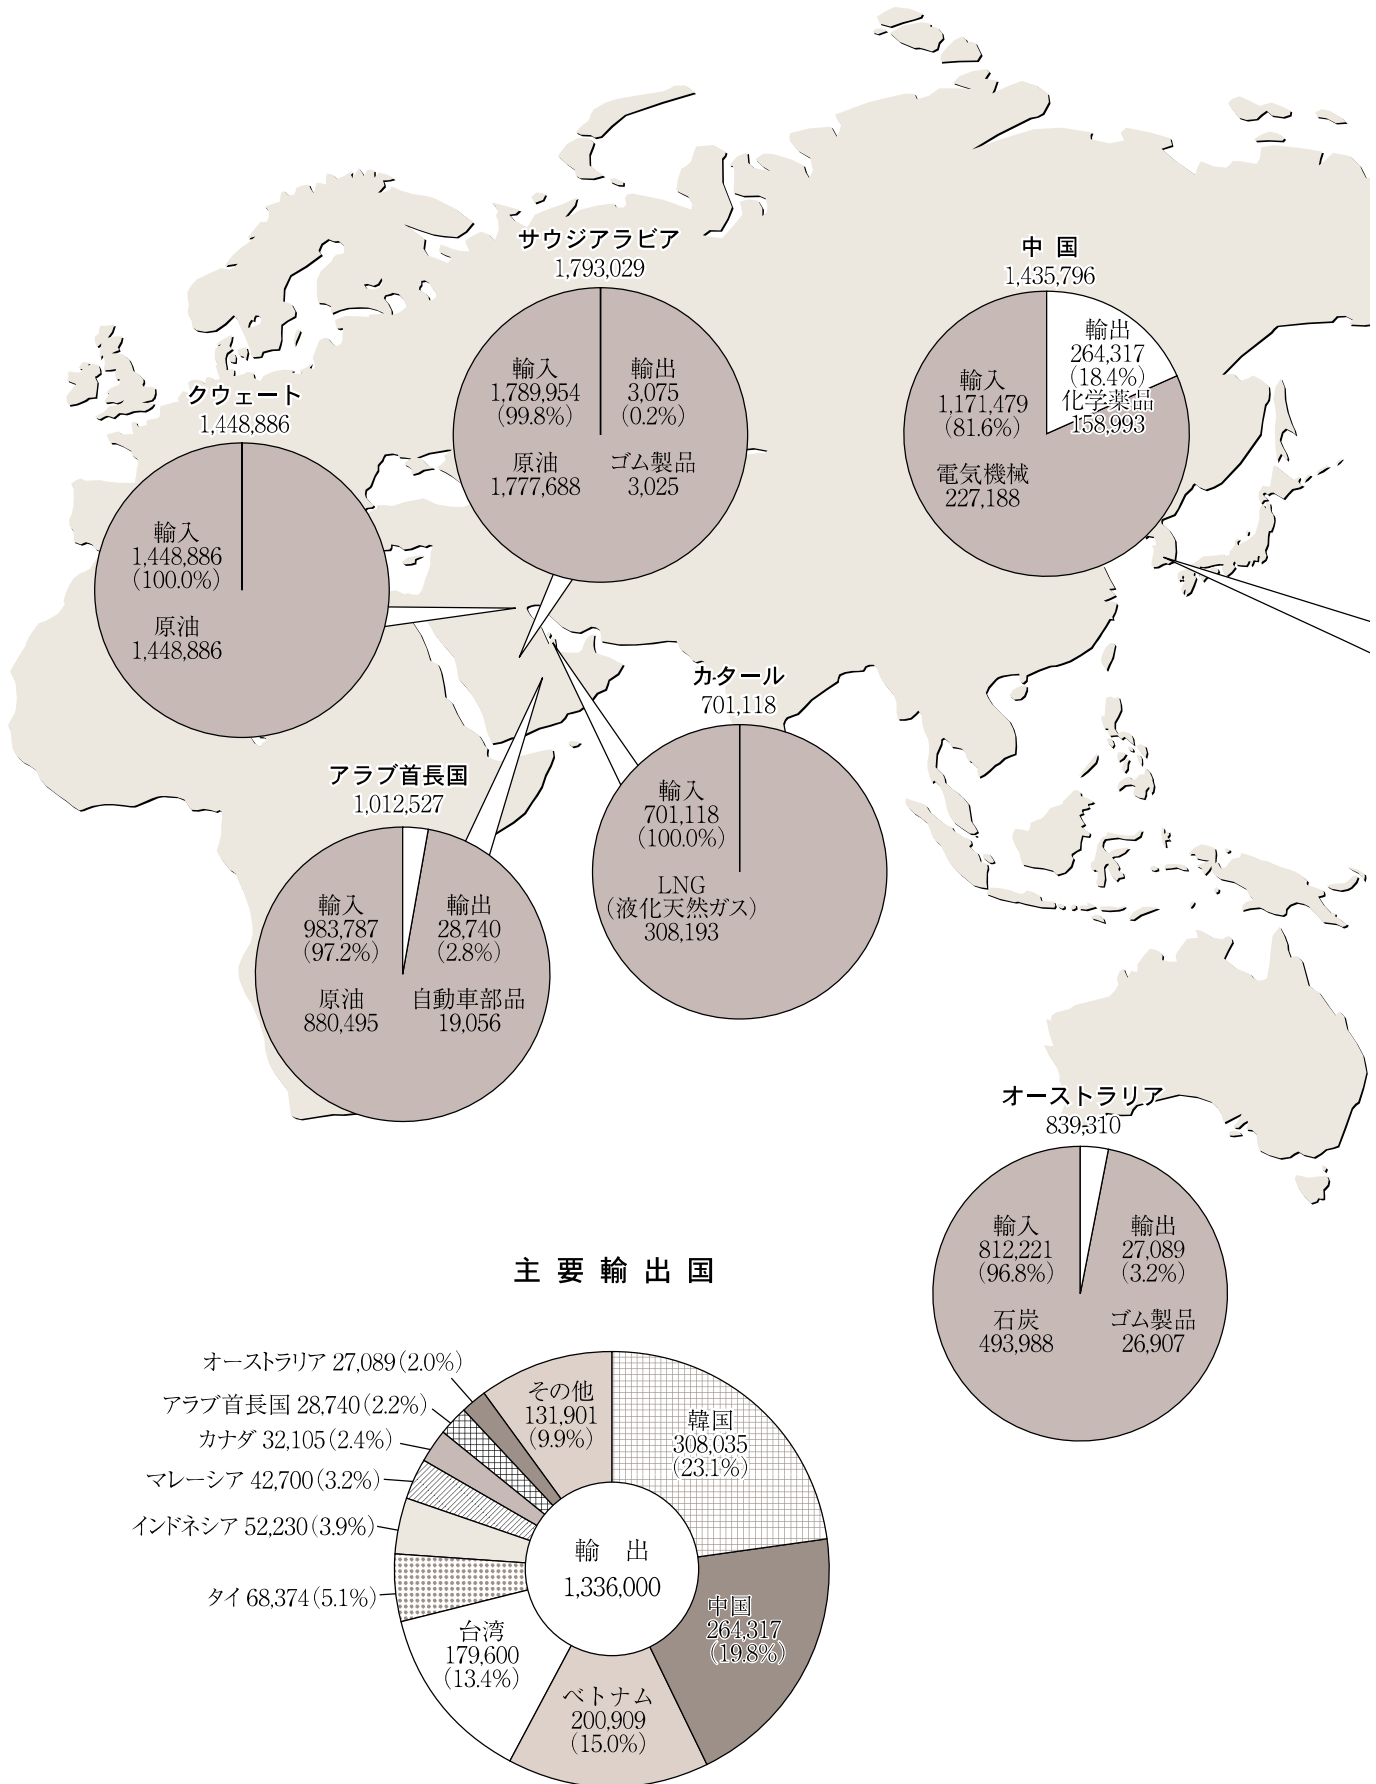 サウジアラビア
1,793,029
輸入
1,789,954
(99.8%)
原油
1,777,688
輸出
3,075
(0.2%)
ゴム製品
3,025
中国
1,435,796
輸入
1,171,479
(81.6%)
電気機械
227,188
輸出
264,317
(18.4%)
化学薬品
158,993
クウェート
1,448,886
輸入
1,448,886
(100.0%)
原油
1,448,886
カタール
701,118
輸入
701,118
(100.0%)
LNG
(液化天然ガス)
308,193
アラブ首長国
1,012,527
輸入
983,787
(97.2%)
原油
880,495
輸出
28,740
(2.8%)
自動車部品
19,056
オーストラリア
839,310
輸入
812,221
(96.8%)
石炭
493,988
輸出
27,089
(3.2%)
ゴム製品
26,907
主要輸出国
輸出
1,336,000
韓国
308,035
(23.1%)
中国
264,317
(19.8%)
ベトナム
200,909
(15.0%)
台湾
179,600
(13.4%)
タイ 68,374(5.1%)
インドネシア 52,230(3.9%)
マレーシア 42,700(3.2%)
カナダ 32,105(2.4%)
アラブ首長国 28,740(2.2%)
オーストラリア 27,089(2.0%)
その他
131,901
(9.9%)